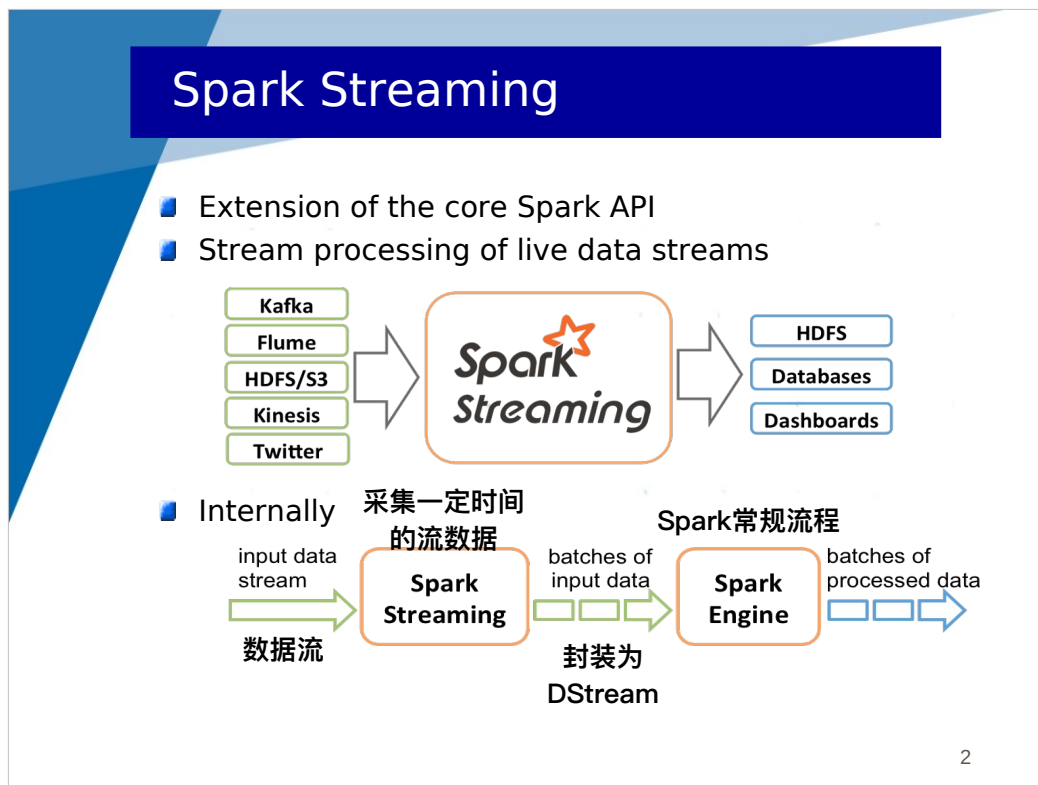 Spark Streaming
Extension of the core Spark API
Stream processing of live data streams
Kafka
Flume
HDFS/S3
Kinesis
Twitter
Spark
Streaming
HDFS
Databases
Dashboards
Internally
采集一定时间
的流数据
Spark常规流程
input data
stream
Spark
Streaming
batches of
input data
Spark
Engine
batches of
processed data
数据流
封装为
DStream
2